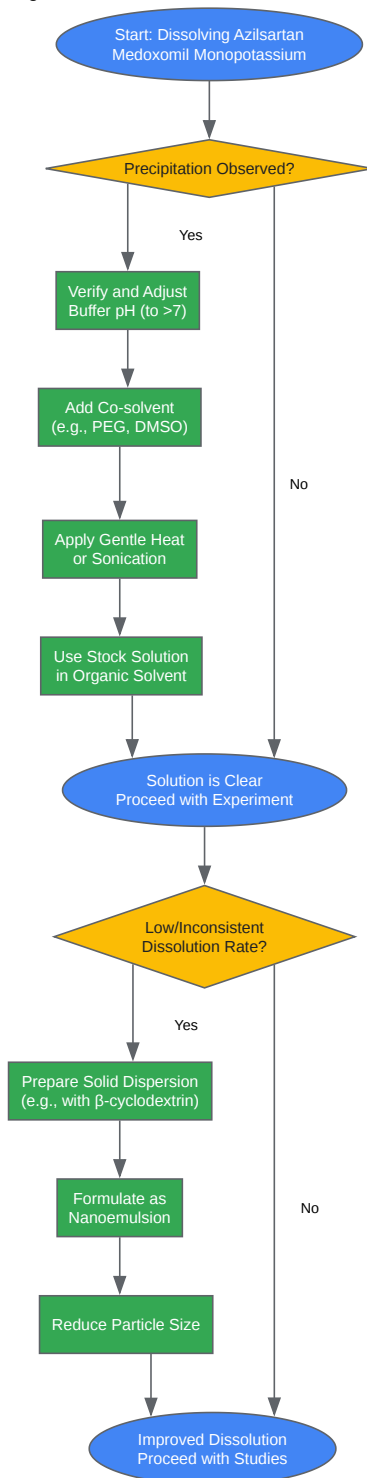 Start: Dissolving Azilsartan
Medoxomil Monopotassium
Precipitation Observed?
Yes
Verify and Adjust
Buffer pH (to >7)
Add Co-solvent
(e.g., PEG, DMSO)
No
Apply Gentle Heat
or Sonication
Use Stock Solution
in Organic Solvent
Solution is Clear
Proceed with Experiment
Low/Inconsistent
Dissolution Rate?
Yes
Prepare Solid Dispersion
(e.g., with β-cyclodextrin)
Formulate as
Nanoemulsion
No
Reduce Particle Size
Improved Dissolution
Proceed with Studies